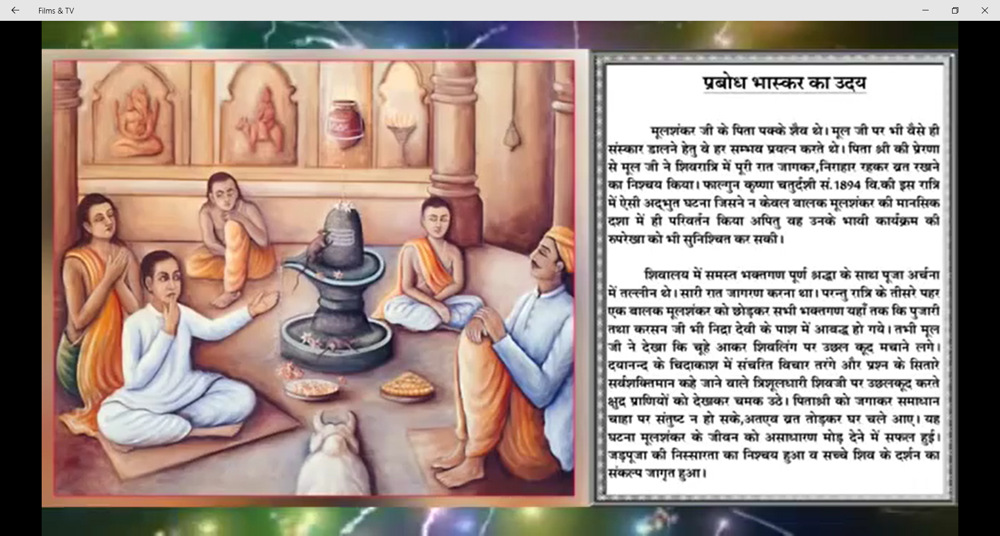 Films & TV
प्रबोध भास्कर का उदय
मूलशंकर जी के पिता पक्के शैव थे। मूल जी पर भी वैसे ही
संस्कार डालने हेतु वे हर सम्भव प्रयत्न करते थे। पिता श्री की प्रेरणा
से मूल जी ने शिवरात्रि में पूरी रात जागकर,निराहार रहकर व्रत रखने
का निश्चय किया। फाल्गुन कृष्णा चतुर्दशी सं.1894 वि.की इस रात्रि
में ऐसी अद्भुत घटना जिसने न केवल बालक मूलशंकर की मानसिक
दशा में ही परिवर्तन किया अपितु वह उनके भावी कार्यक्रम की
रुपरेखा को भी सुनिश्चित कर सकी।
शिवालय में समस्त भक्तगण पूर्ण श्रद्धा के साथ पूजा अर्चना
में तल्लीन थे। सारी रात जागरण करना था। परन्तु रात्रि के तीसरे पहर
एक बालक मूलशंकर को छोड़कर सभी भक्तगण यहाँ तक कि पुजारी
तथा करसन जी भी निद्रा देवी के पाश में आबद्ध हो गये। तभी मूल
जी ने देखा कि चूहे आकर शिवलिंग पर उछल कूद मचाने लगे।
दयानन्द के चिदाकाश में संचरित विचार तरंगे और प्रश्न के सितारे
सर्वशक्तिमान कहे जाने वाले त्रिशूलधारी शिवजी पर उछलकूद करते
क्षुद्र प्राणियों को देखकर चमक उठे। पिताश्री को जगाकर समाधान
चाहा पर संतुष्ट न हो सके,अतएव व्रत तोड़कर घर चले आए। यह
घटना मूलशंकर के जीवन को असाधारण मोड़ देने में सफल हुई।
जड़पूजा की निस्सारता का निश्चय हुआ व सच्चे शिव के दर्शन का
संकल्प जागृत हुआ।